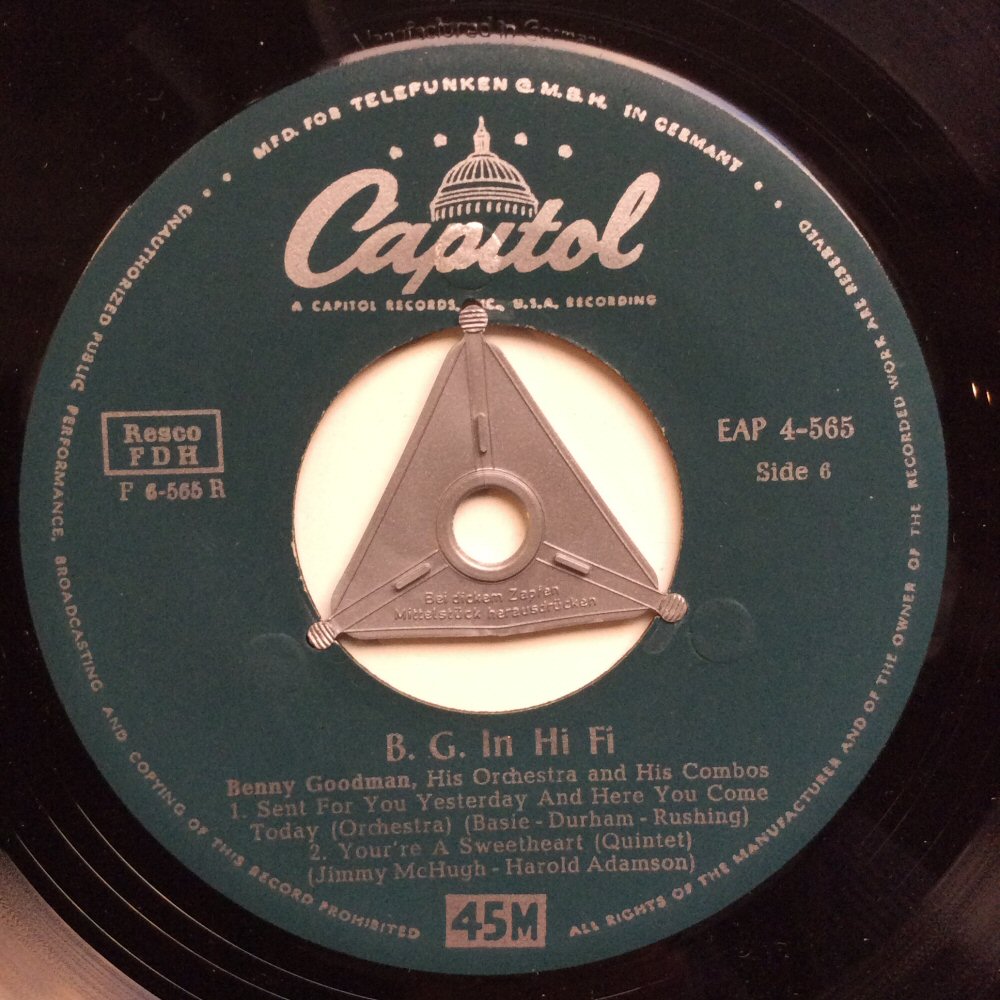 Manufactured in Germany
MFD. FOR TELEFUNKEN G.M.B.H. IN GERMANY
Capitol
A CAPITOL RECORDS, INC., U.S.A. RECORDING
Resco
FDH
F 6-565 R
EAP 4-565
Side 6
Bei dickem Zapfen
Mittelstück herausdrücken
B. G. In Hi Fi
Benny Goodman, His Orchestra and His Combos
1. Sent For You Yesterday And Here You Come
Today (Orchestra) (Basie - Durham - Rushing)
2. Your're A Sweetheart (Quintet)
(Jimmy McHugh - Harold Adamson)
45M
UNAUTHORIZED PUBLIC PERFORMANCE, BROADCASTING AND COPYING OF THIS RECORD PROHIBITED
ALL RIGHTS OF THE MANUFACTURER AND OF THE OWNER OF THE RECORDED WORK ARE RESERVED